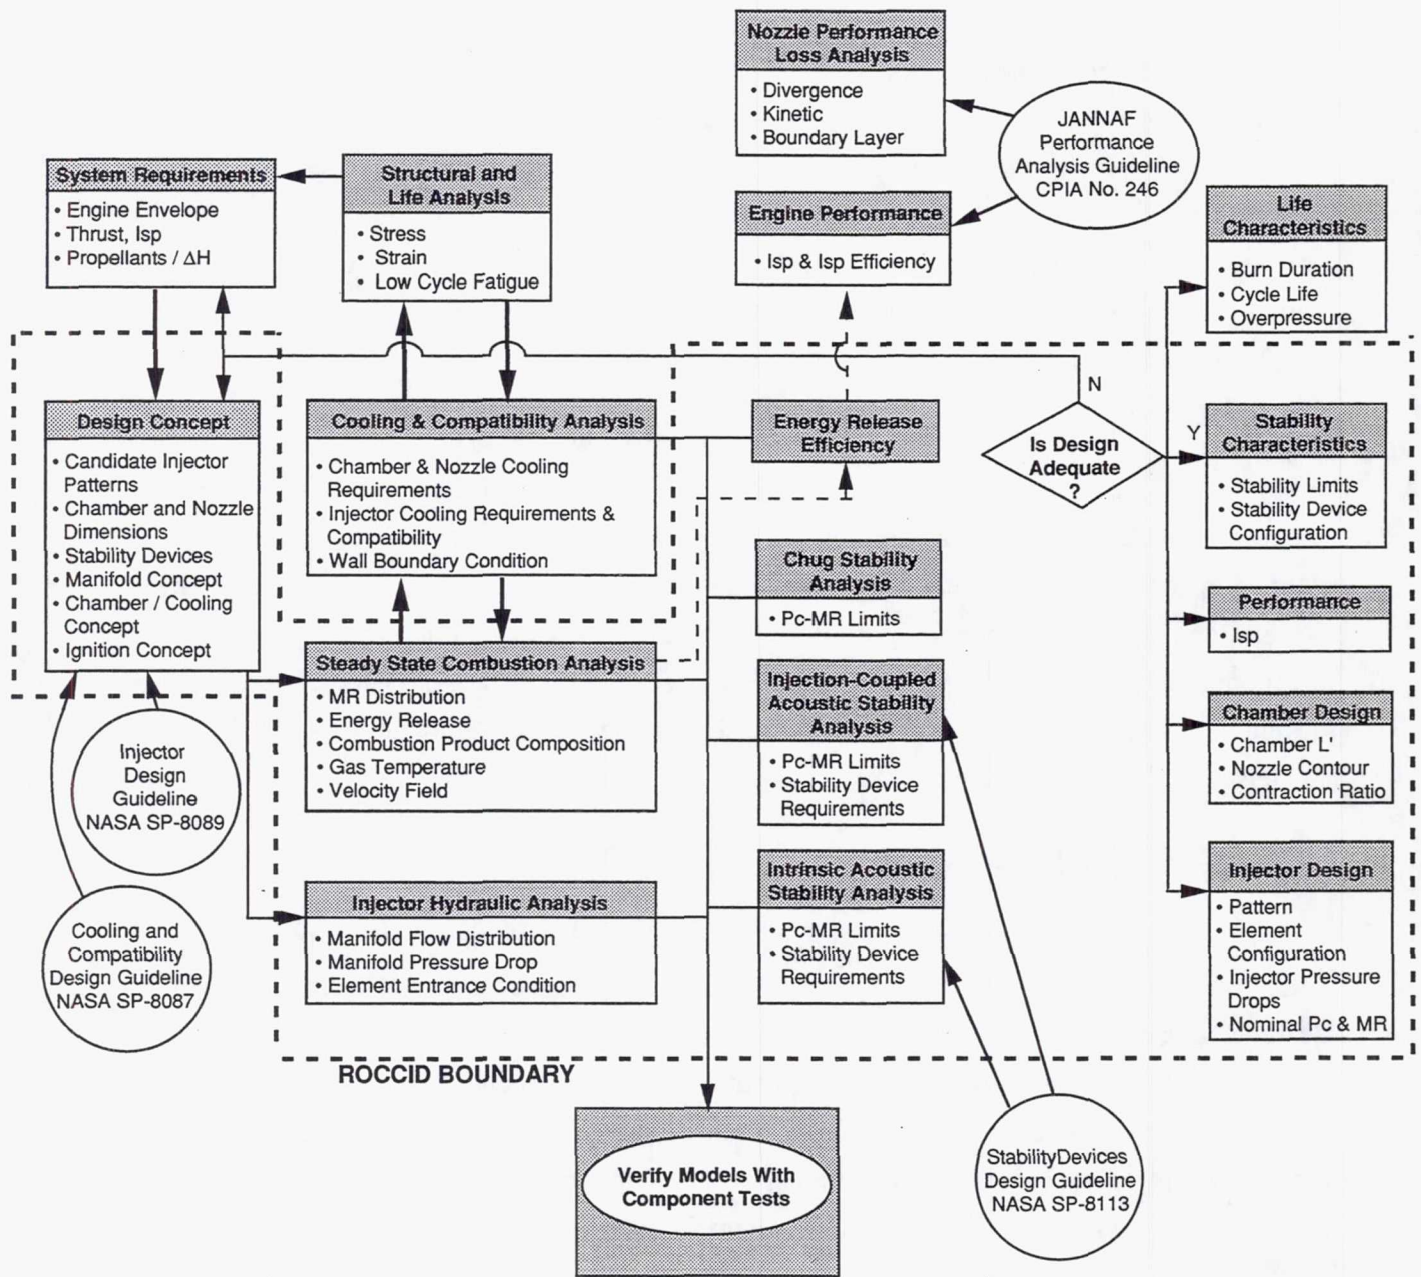 Nozzle Performance
Loss Analysis
• Divergence
• Kinetic
• Boundary Layer
JANNAF
Performance
Analysis Guideline
CPIA No. 246
System Requirements
• Engine Envelope
• Thrust, Isp
• Propellants / ΔH
Structural and
Life Analysis
• Stress
• Strain
• Low Cycle Fatigue
Engine Performance
• Isp & Isp Efficiency
Life
Characteristics
• Burn Duration
• Cycle Life
• Overpressure
Design Concept
• Candidate Injector
Patterns
• Chamber and Nozzle
Dimensions
• Stability Devices
• Manifold Concept
• Chamber / Cooling
Concept
• Ignition Concept
Cooling & Compatibility Analysis
• Chamber & Nozzle Cooling
Requirements
• Injector Cooling Requirements &
Compatibility
• Wall Boundary Condition
Energy Release
Efficiency
N
Is Design
Adequate
?
Y
Stability
Characteristics
• Stability Limits
• Stability Device
Configuration
Chug Stability
Analysis
• Pc-MR Limits
Performance
• Isp
Steady State Combustion Analysis
• MR Distribution
• Energy Release
• Combustion Product Composition
• Gas Temperature
• Velocity Field
Injection-Coupled
Acoustic Stability
Analysis
• Pc-MR Limits
• Stability Device
Requirements
Chamber Design
• Chamber L'
• Nozzle Contour
• Contraction Ratio
Injector
Design
Guideline
NASA SP-8089
Injector Hydraulic Analysis
• Manifold Flow Distribution
• Manifold Pressure Drop
• Element Entrance Condition
Intrinsic Acoustic
Stability Analysis
• Pc-MR Limits
• Stability Device
Requirements
Injector Design
• Pattern
• Element
Configuration
• Injector Pressure
Drops
• Nominal Pc & MR
Cooling and
Compatibility
Design Guideline
NASA SP-8087
ROCCID BOUNDARY
Verify Models With
Component Tests
StabilityDevices
Design Guideline
NASA SP-8113